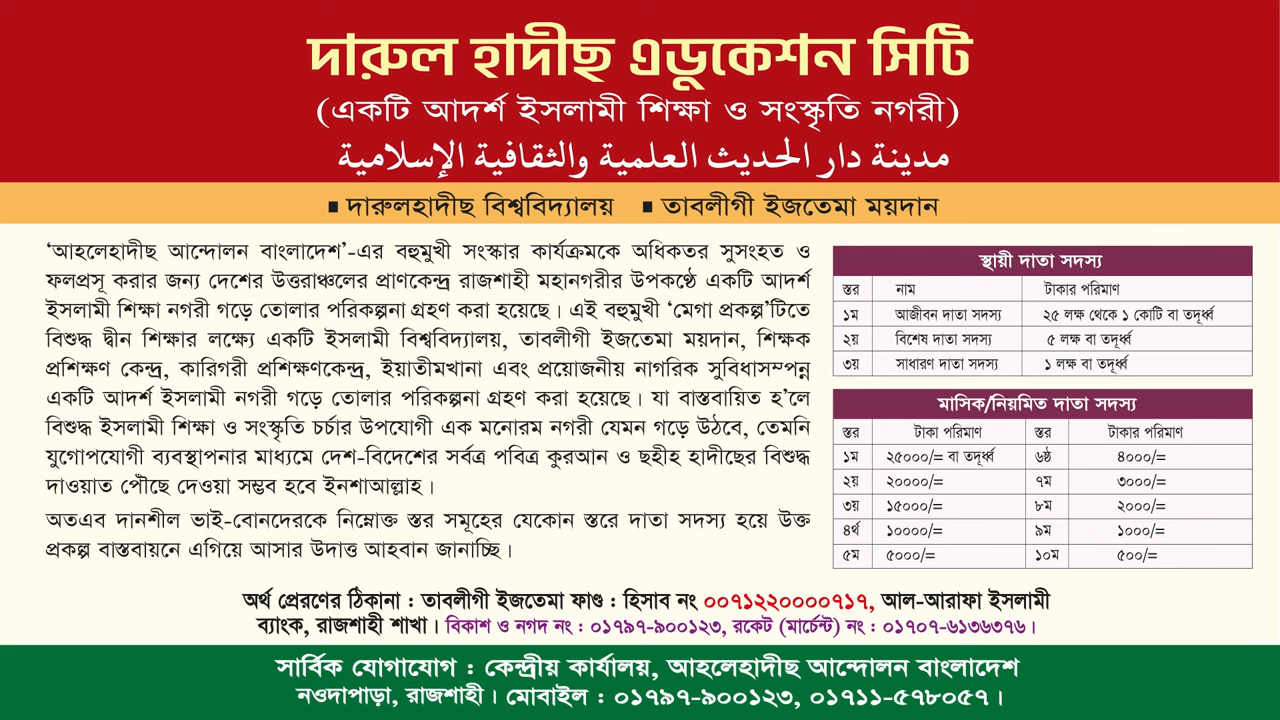 দারুল হাদীছ এডুকেশন সিটি
(একটি আদর্শ ইসলামী শিক্ষা ও সংস্কৃতি নগরী)
مدينة دار الحديث العلمية والثقافية الإسلامية
■ দারুলহাদীছ বিশ্ববিদ্যালয় ■ তাবলীগী ইজতেমা ময়দান
‘আহলেহাদীছ আন্দোলন বাংলাদেশ’-এর বহুমুখী সংস্কার কার্যক্রমকে অধিকতর সুসংহত ও
ফলপ্রসূ করার জন্য দেশের উত্তরাঞ্চলের প্রাণকেন্দ্র রাজশাহী মহানগরীর উপকণ্ঠে একটি আদর্শ
ইসলামী শিক্ষা নগরী গড়ে তোলার পরিকল্পনা গ্রহণ করা হয়েছে। এই বহুমুখী ‘মেগা প্রকল্প’টিতে
বিশুদ্ধ দ্বীন শিক্ষার লক্ষ্যে একটি ইসলামী বিশ্ববিদ্যালয়, তাবলীগী ইজতেমা ময়দান, শিক্ষক
প্রশিক্ষণ কেন্দ্র, কারিগরী প্রশিক্ষণকেন্দ্র, ইয়াতীমখানা এবং প্রয়োজনীয় নাগরিক সুবিধাসম্পন্ন
একটি আদর্শ ইসলামী নগরী গড়ে তোলার পরিকল্পনা গ্রহণ করা হয়েছে। যা বাস্তবায়িত হ’লে
বিশুদ্ধ ইসলামী শিক্ষা ও সংস্কৃতি চর্চার উপযোগী এক মনোরম নগরী যেমন গড়ে উঠবে, তেমনি
যুগোপযোগী ব্যবস্থাপনার মাধ্যমে দেশ-বিদেশের সর্বত্র পবিত্র কুরআন ও ছহীহ হাদীছের বিশুদ্ধ
দাওয়াত পৌঁছে দেওয়া সম্ভব হবে ইনশাআল্লাহ।
অতএব দানশীল ভাই-বোনদেরকে নিম্নোক্ত স্তর সমূহের যেকোন স্তরে দাতা সদস্য হয়ে উক্ত
প্রকল্প বাস্তবায়নে এগিয়ে আসার উদাত্ত আহবান জানাচ্ছি।
স্থায়ী দাতা সদস্য
স্তর নাম টাকার পরিমাণ
১ম আজীবন দাতা সদস্য ২৫ লক্ষ থেকে ১ কোটি বা তদূর্ধ্ব
২য় বিশেষ দাতা সদস্য ৫ লক্ষ বা তদূর্ধ্ব
৩য় সাধারণ দাতা সদস্য ১ লক্ষ বা তদূর্ধ্ব
মাসিক/নিয়মিত দাতা সদস্য
স্তর টাকা পরিমাণ স্তর টাকার পরিমাণ
১ম ২৫০০০/= বা তদূর্ধ্ব ৬ষ্ঠ ৪০০০/=
২য় ২০০০০/= ৭ম ৩০০০/=
৩য় ১৫০০০/= ৮ম ২০০০/=
৪র্থ ১০০০০/= ৯ম ১০০০/=
৫ম ৫০০০/= ১০ম ৫০০/=
অর্থ প্রেরণের ঠিকানা : তাবলীগী ইজতেমা ফাণ্ড : হিসাব নং ০০৭১২২০০০০৭১৭, আল-আরাফা ইসলামী
ব্যাংক, রাজশাহী শাখা। বিকাশ ও নগদ নং : ০১৭৯৭-৯০০১২৩, রকেট (মার্চেন্ট) নং : ০১৭০৭-৬১৩৬৩৭৬।
সার্বিক যোগাযোগ : কেন্দ্রীয় কার্যালয়, আহলেহাদীছ আন্দোলন বাংলাদেশ
নওদাপাড়া, রাজশাহী। মোবাইল : ০১৭৯৭-৯০০১২৩, ০১৭১১-৫৭৮০৫৭।